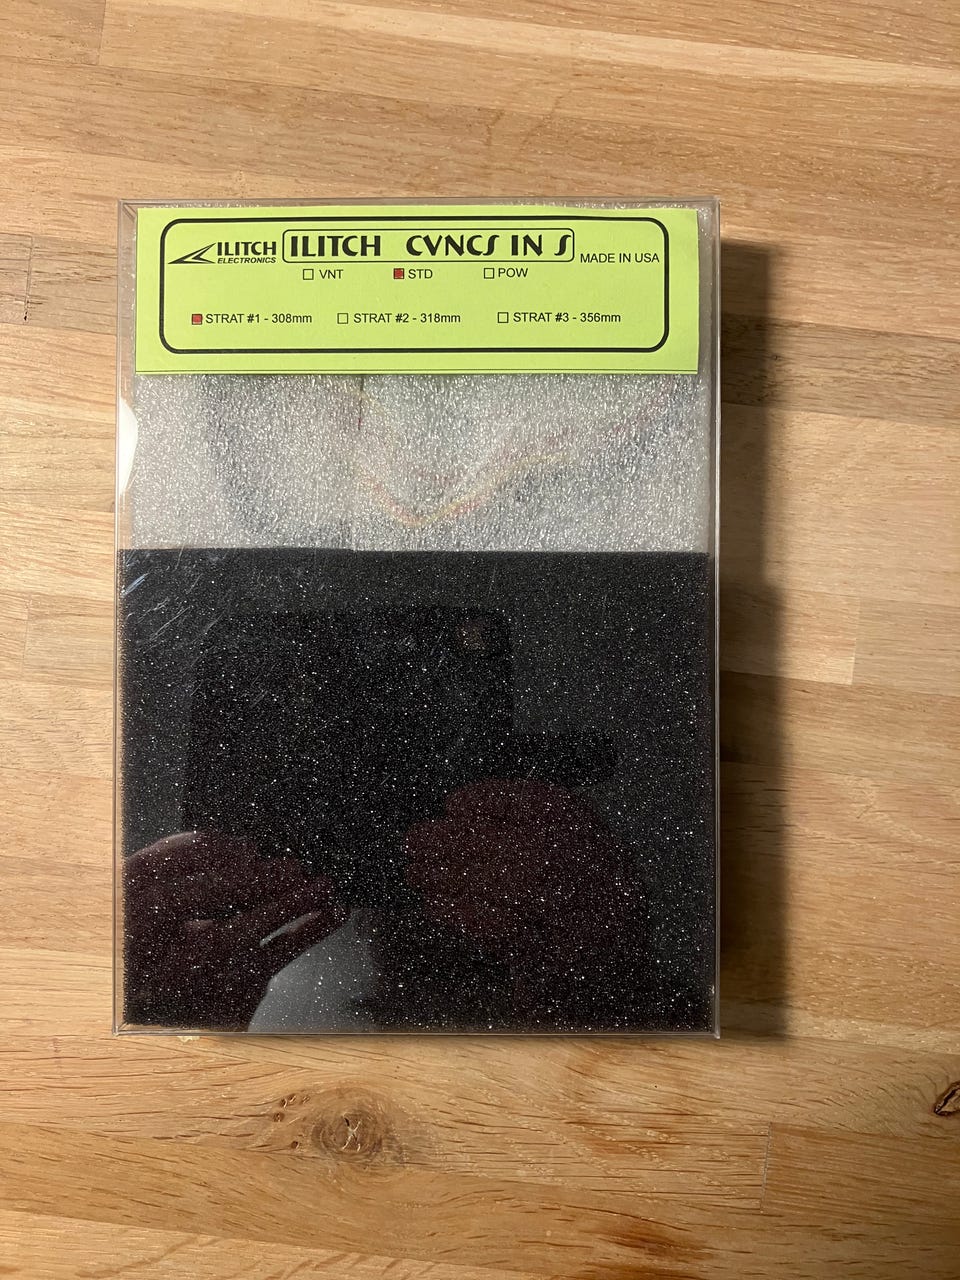 ILITCH ELECTRONICS
ILITCH CVNCS IN S
MADE IN USA
VNT STD POW
STRAT #1 - 308mm STRAT #2 - 318mm STRAT #3 - 356mm